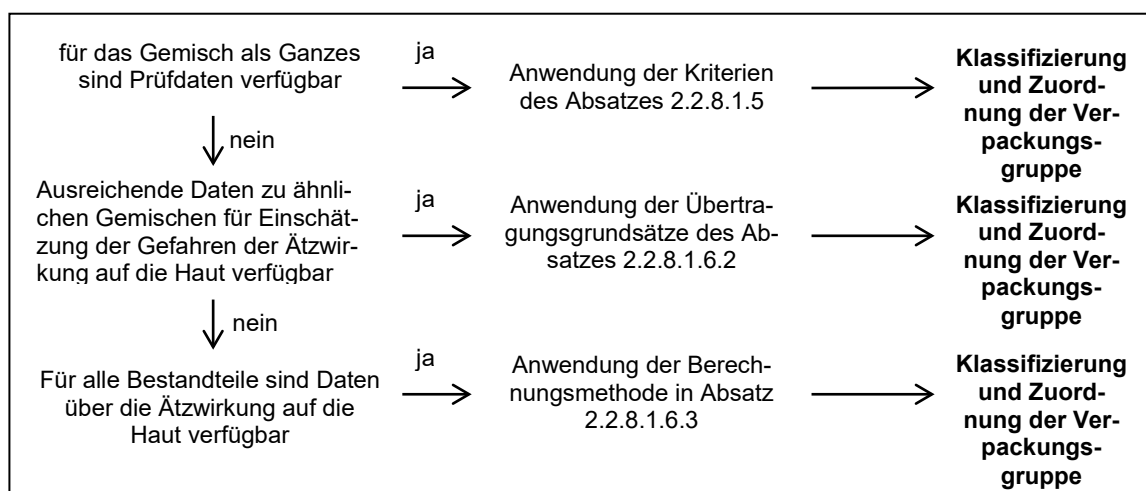 für das Gemisch als Ganzes
sind Prüfdaten verfügbar
ja
Anwendung der Kriterien
des Absatzes 2.2.8.1.5
Klassifizierung
und Zuord-
nung der Ver-
packungs-
gruppe
nein
Ausreichende Daten zu ähnli-
chen Gemischen für Einschät-
zung der Gefahren der Ätzwir-
kung auf die Haut verfügbar
ja
Anwendung der Übertra-
gungsgrundsätze des Ab-
satzes 2.2.8.1.6.2
Klassifizierung
und Zuord-
nung der Ver-
packungs-
gruppe
nein
Für alle Bestandteile sind Daten
über die Ätzwirkung auf die
Haut verfügbar
ja
Anwendung der Berech-
nungsmethode in Absatz
2.2.8.1.6.3
Klassifizierung
und Zuord-
nung der Ver-
packungs-
gruppe